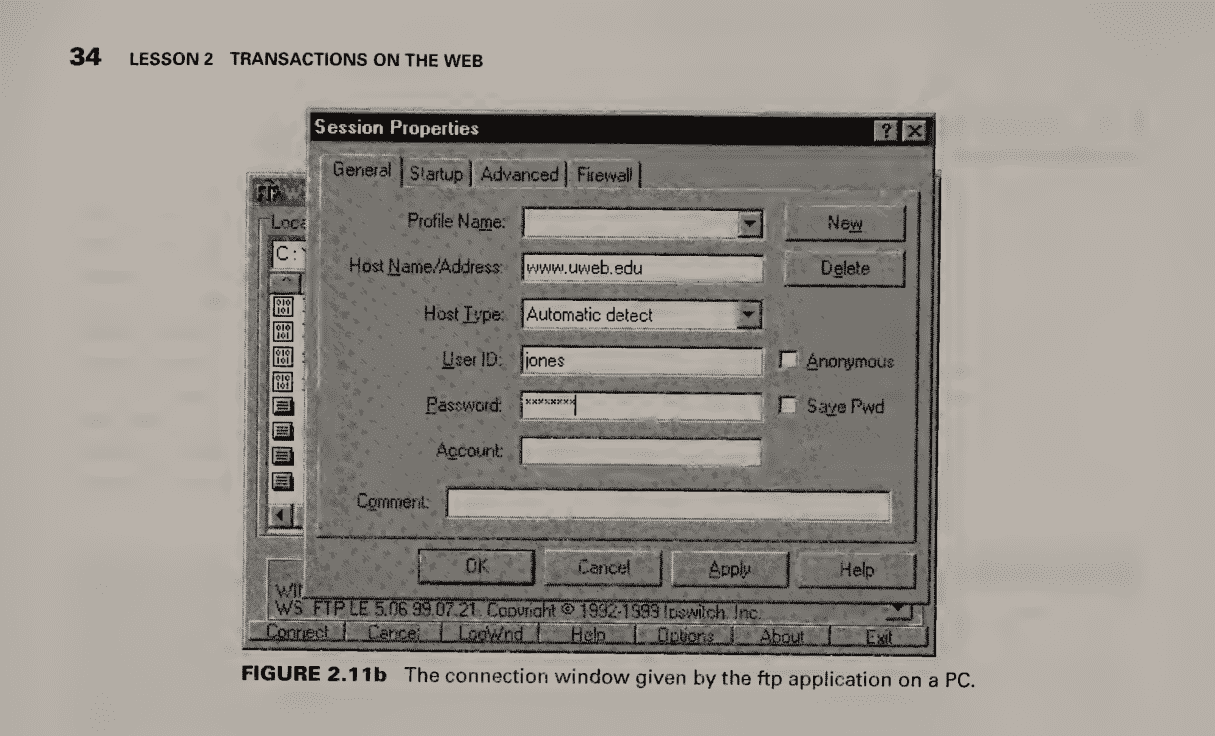 34 LESSON 2 TRANSACTIONS ON THE WEB
Session Properties ? X
General Startup Advanced Firewall
Profile Name: New
Host Name/Address: www.uweb.edu Delete
Host Type: Automatic detect
User ID: jones Anonymous
Password: ******** Save Pwd
Account:
Comment:
OK Cancel Apply Help
Loca
C:\
WS_FTP LE 5.06 99.07.21, Copyright © 1992-1999 Ipswitch, Inc.
Connect Cancel LogWnd Help Options About Exit
FIGURE 2.11b The connection window given by the ftp application on a PC.